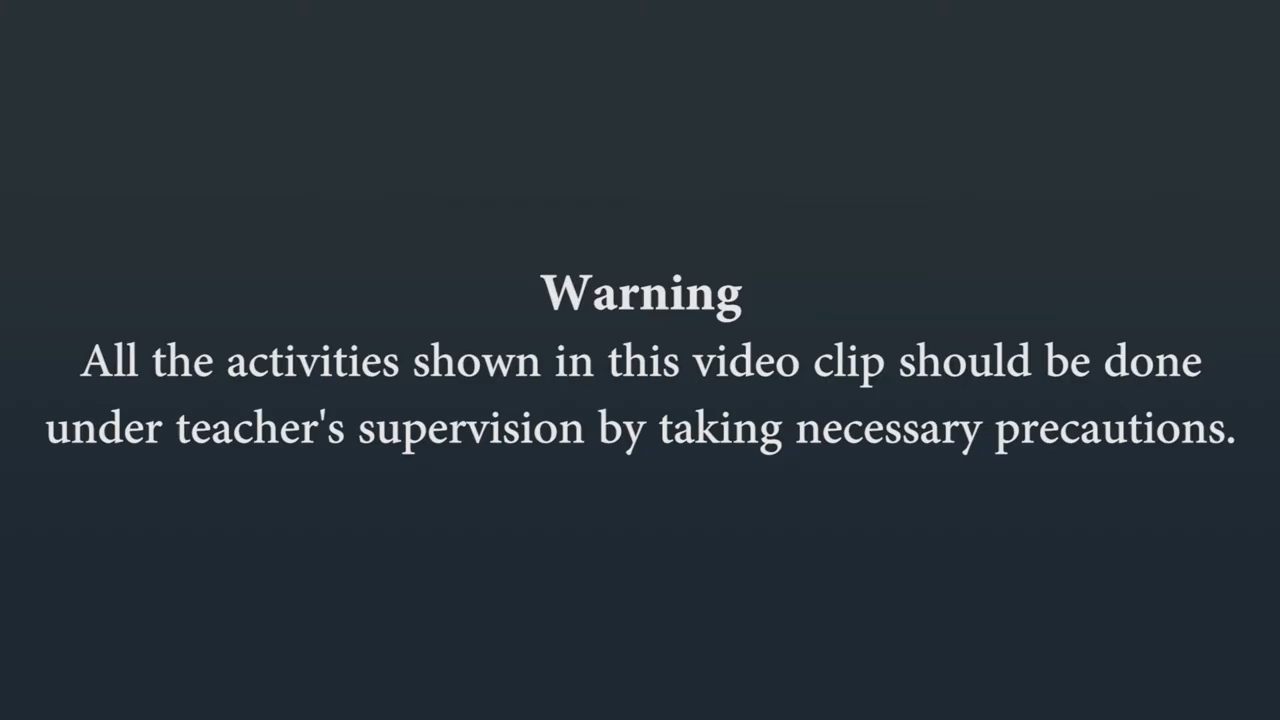 Warning
All the activities shown in this video clip should be done
under teacher's supervision by taking necessary precautions.